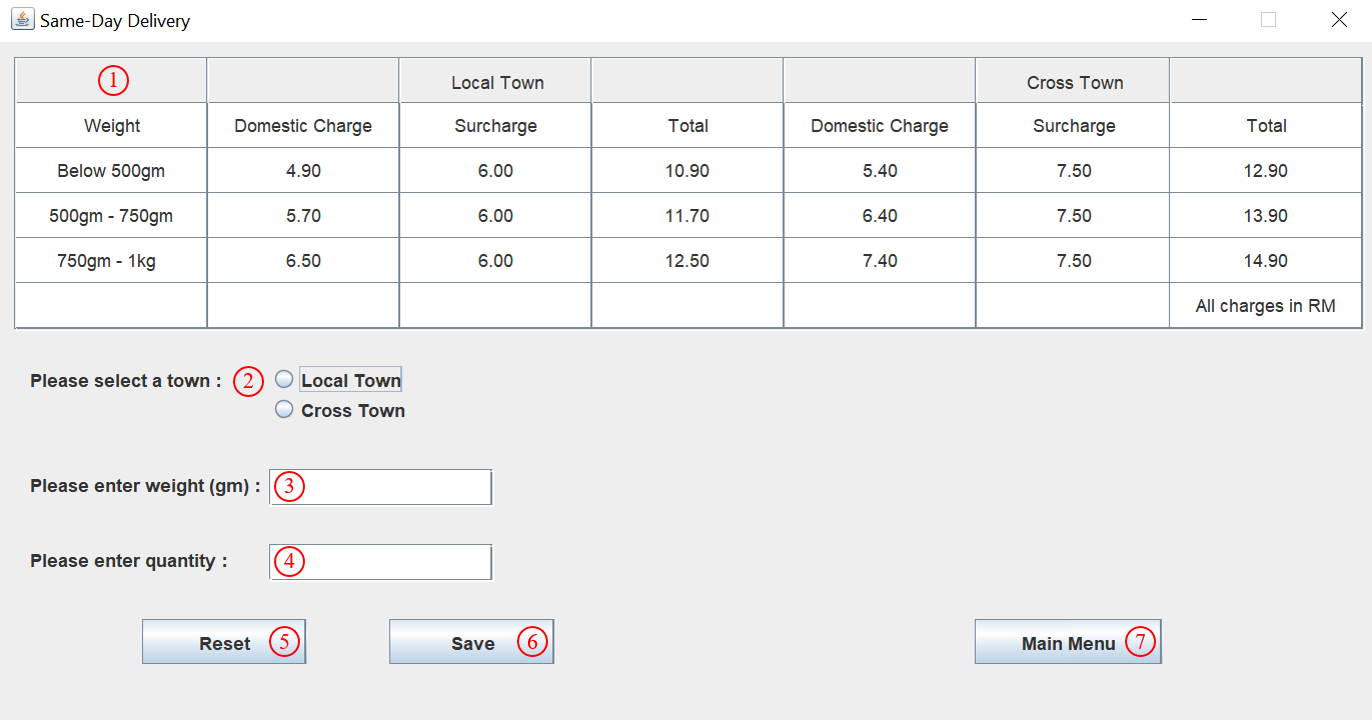 Same-Day Delivery
1 Local Town Cross Town
Weight Domestic Charge Surcharge Total Domestic Charge Surcharge Total
Below 500gm 4.90 6.00 10.90 5.40 7.50 12.90
500gm - 750gm 5.70 6.00 11.70 6.40 7.50 13.90
750gm - 1kg 6.50 6.00 12.50 7.40 7.50 14.90
All charges in RM
Please select a town : 2 Local Town
Cross Town
Please enter weight (gm) : 3
Please enter quantity : 4
Reset 5 Save 6 Main Menu 7